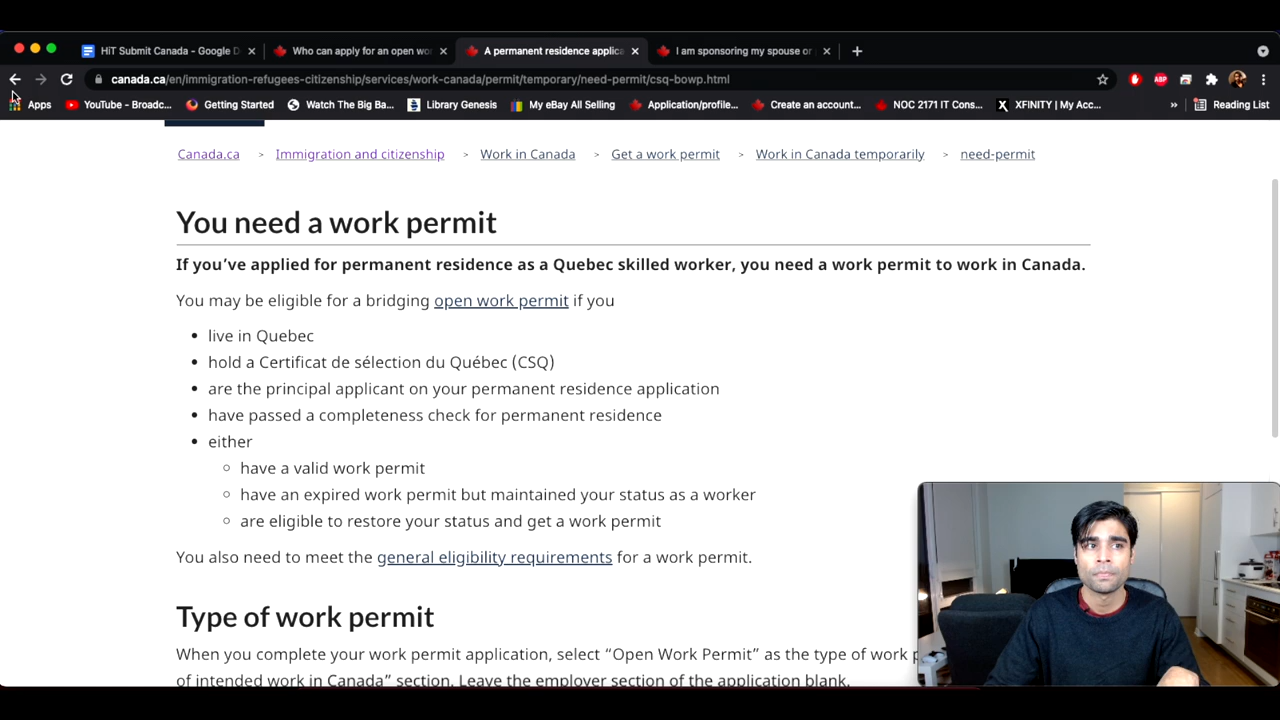 HiT Submit Canada - Google D
Who can apply for an open wo
A permanent residence applica
I am sponsoring my spouse or
canada.ca/en/immigration-refugees-citizenship/services/work-canada/permit/temporary/need-permit/csq-bowp.html
ABP
Apps
YouTube - Broadc...
Getting Started
Watch The Big Ba...
Library Genesis
My eBay All Selling
Application/profile...
Create an account...
NOC 2171 IT Cons...
X
XFINITY | My Acc...
»
Reading List
Canada.ca > Immigration and citizenship > Work in Canada > Get a work permit > Work in Canada temporarily > need-permit
You need a work permit
If you've applied for permanent residence as a Quebec skilled worker, you need a work permit to work in Canada.
You may be eligible for a bridging open work permit if you
• live in Quebec
• hold a Certificat de sélection du Québec (CSQ)
• are the principal applicant on your permanent residence application
• have passed a completeness check for permanent residence
• either
○ have a valid work permit
○ have an expired work permit but maintained your status as a worker
○ are eligible to restore your status and get a work permit
You also need to meet the general eligibility requirements for a work permit.
Type of work permit
When you complete your work permit application, select “Open Work Permit” as the type of work p
of intended work in Canada” section. Leave the employer section of the application blank.